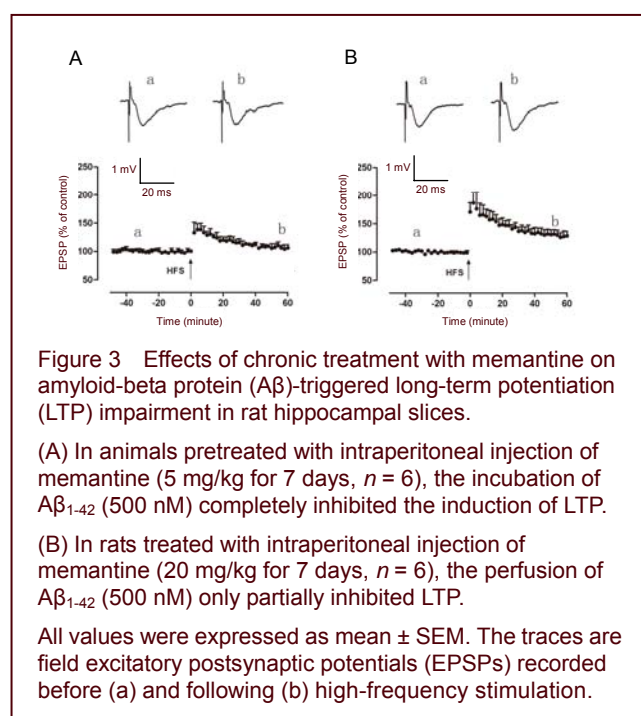 A
B
a
b
a
b
1 mV
20 ms
1 mV
20 ms
EPSP (% of control)
250
200
150
100
50
a
b
HFS
-40
-20
0
20
40
60
Time (minute)
EPSP (% of control)
250
200
150
100
50
a
b
HFS
-40
-20
0
20
40
60
Time (minute)
Figure 3 Effects of chronic treatment with memantine on
amyloid-beta protein (Aβ)-triggered long-term potentiation
(LTP) impairment in rat hippocampal slices.
(A) In animals pretreated with intraperitoneal injection of
memantine (5 mg/kg for 7 days, n = 6), the incubation of
Aβ₁₋₄₂ (500 nM) completely inhibited the induction of LTP.
(B) In rats treated with intraperitoneal injection of
memantine (20 mg/kg for 7 days, n = 6), the perfusion of
Aβ₁₋₄₂ (500 nM) only partially inhibited LTP.
All values were expressed as mean ± SEM. The traces are
field excitatory postsynaptic potentials (EPSPs) recorded
before (a) and following (b) high-frequency stimulation.